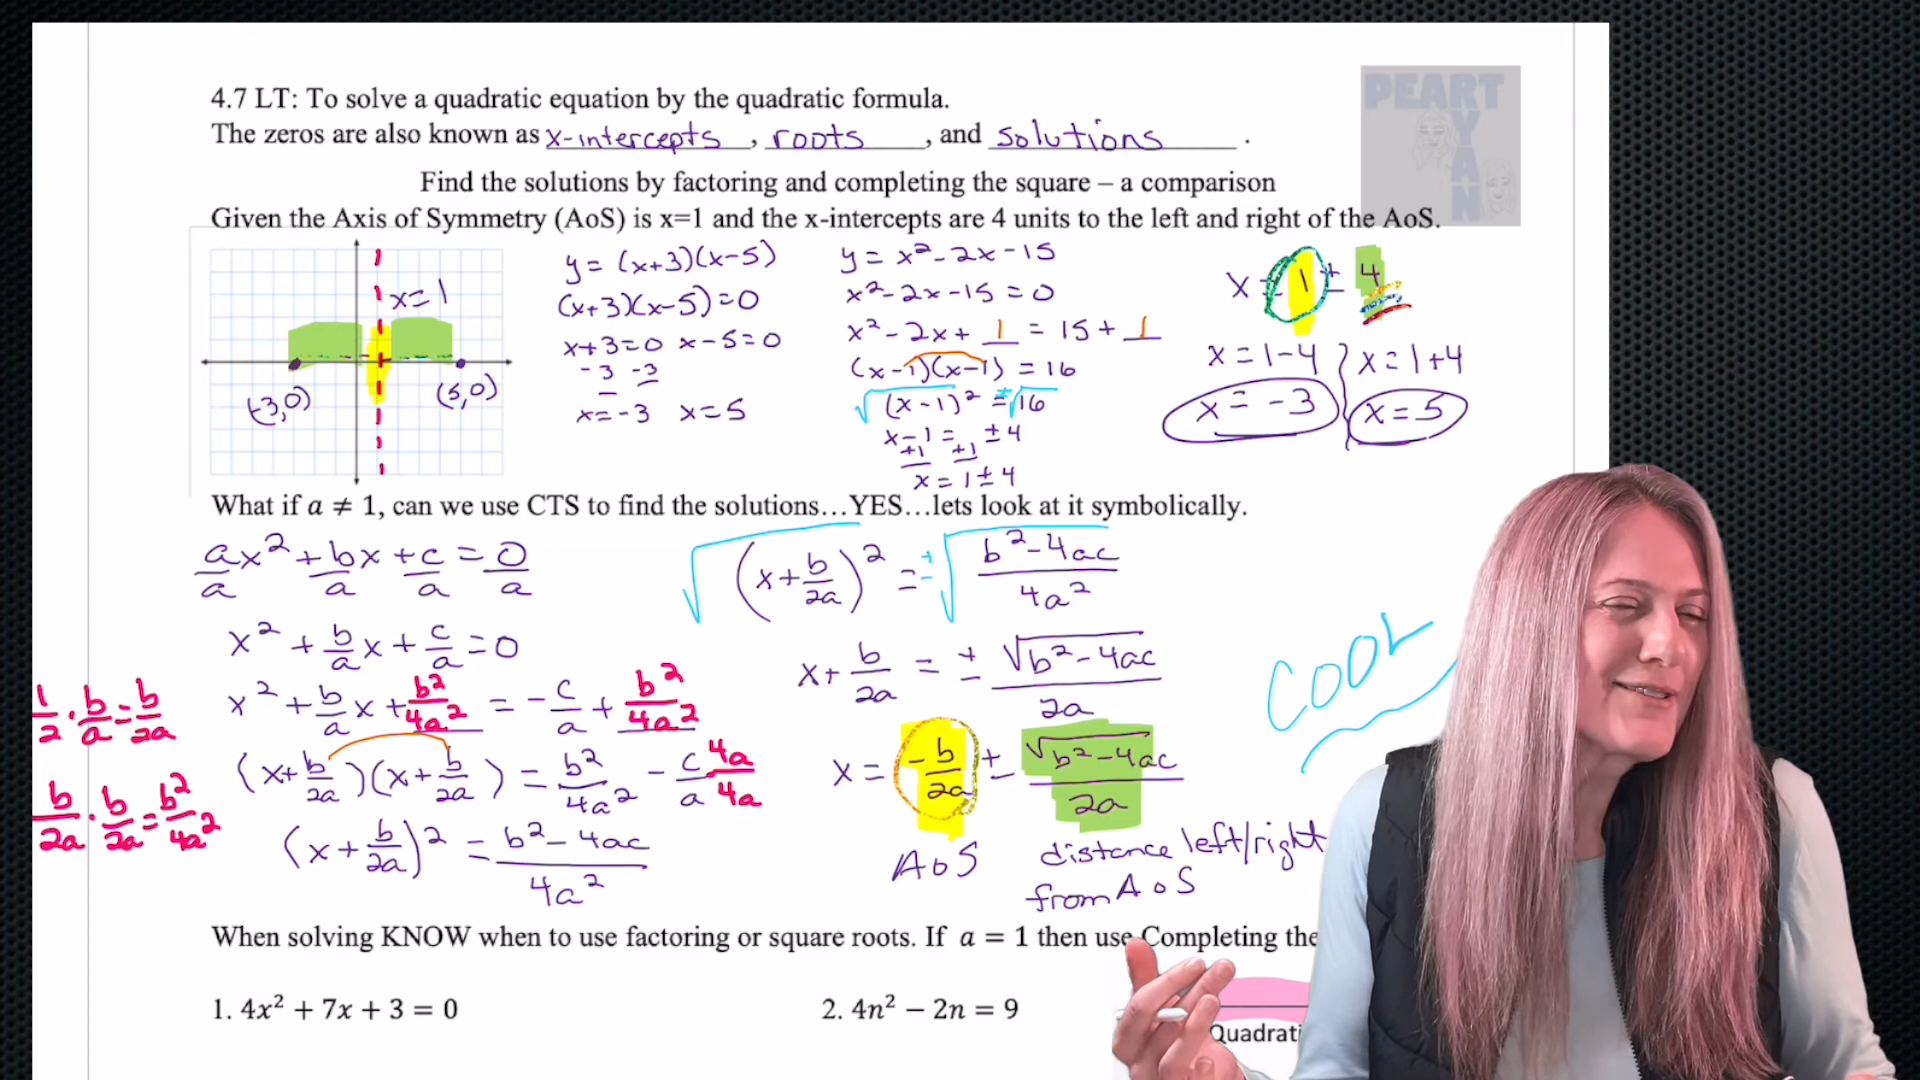 4.7 LT: To solve a quadratic equation by the quadratic formula.
The zeros are also known as x-intercepts, roots, and solutions.
PEART
YAN
Find the solutions by factoring and completing the square – a comparison
Given the Axis of Symmetry (AoS) is x=1 and the x-intercepts are 4 units to the left and right of the AoS.
x=1
(-3,0)
(5,0)
y = (x+3)(x-5)
(x+3)(x-5)=0
x+3=0 x-5=0
-3 -3
x=-3 x=5
y = x²-2x-15
x²-2x-15=0
x²-2x+ 1 = 15+ 1
(x-1)(x-1) = 16
√(x-1)² = ±√16
x-1 = ±4
+1 +1
x = 1±4
x = 1 ± 4
x=1-4 x=1+4
x=-3 x=5
What if a ≠ 1, can we use CTS to find the solutions…YES…lets look at it symbolically.
ax²/a + bx/a + c/a = 0/a
x² + b/a x + c/a = 0
x² + b/a x + b²/4a² = -c/a + b²/4a²
1/2 · b/a = b/2a
(x+b/2a)(x+b/2a) = b²/4a² - c/a 4a/4a
b/2a · b/2a = b²/4a²
(x+b/2a)² = b²-4ac/4a²
√(x+b/2a)² = ±√b²-4ac/4a²
x+b/2a = ±√b²-4ac/2a
x = -b/2a ± √b²-4ac/2a
AoS
distance left/right
from AoS
COOL
When solving KNOW when to use factoring or square roots. If a = 1 then use Completing the
1. 4x² + 7x + 3 = 0
2. 4n² − 2n = 9
Quadrati